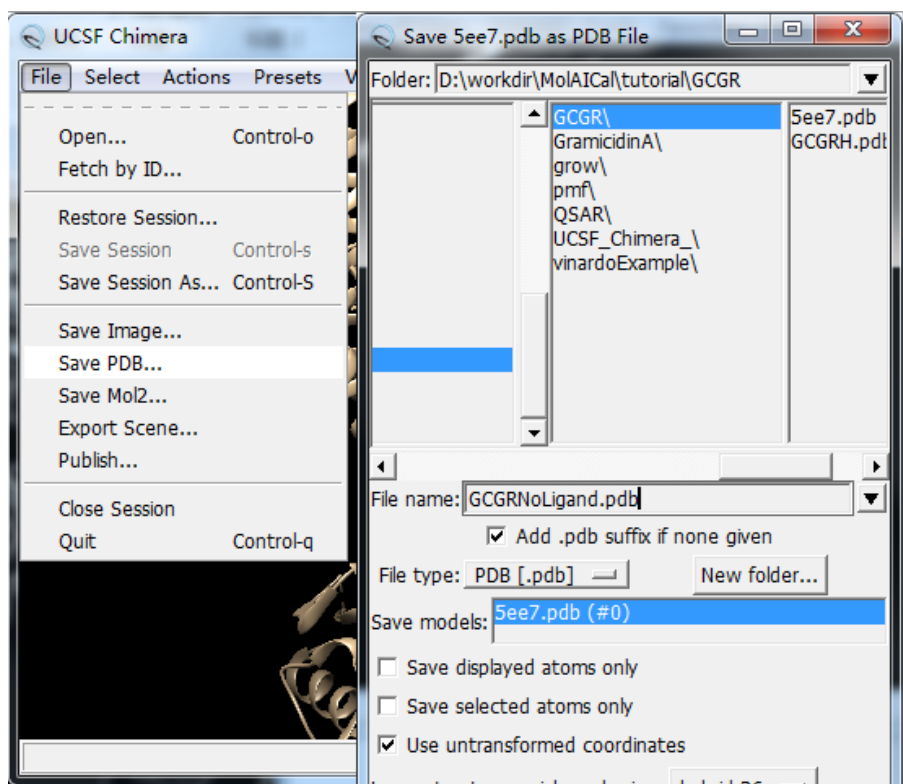 UCSF Chimera
File Select Actions Presets V
Open... Control-o
Fetch by ID...
Restore Session...
Save Session Control-s
Save Session As... Control-S
Save Image...
Save PDB...
Save Mol2...
Export Scene...
Publish...
Close Session
Quit Control-q
Save 5ee7.pdb as PDB File
Folder: D:\workdir\MolAICal\tutorial\GCGR
GCGR\
GramicidinA\
grow\
pmf\
QSAR\
UCSF_Chimera_\
vinardoExample\
5ee7.pdb
GCGRH.pdb
File name: GCGRNoLigand.pdb
Add .pdb suffix if none given
File type: PDB [.pdb] New folder...
Save models: 5ee7.pdb (#0)
Save displayed atoms only
Save selected atoms only
Use untransformed coordinates